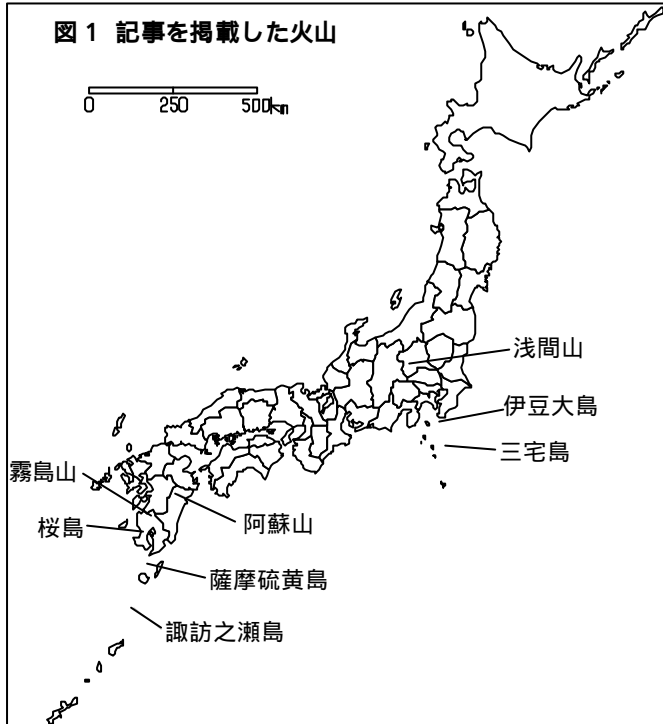 図1 記事を掲載した火山
0 250 500km
浅間山
伊豆大島
三宅島
霧島山
阿蘇山
桜島
薩摩硫黄島
諏訪之瀬島